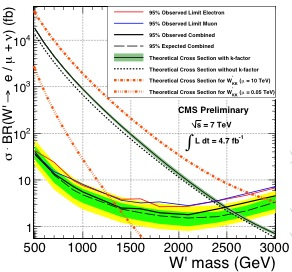 95% Observed Limit Electron
95% Observed Limit Muon
95% Observed Combined
95% Expected Combined
Theoretical Cross Section with k-factor
Theoretical Cross Section without k-factor
Theoretical Cross Section for W_KK (μ = 10 TeV)
Theoretical Cross Section for W_KK (μ = 0.05 TeV)
CMS Preliminary
√s = 7 TeV
∫ L dt = 4.7 fb⁻¹
σ · BR(W' → e / μ + ν) (fb)
10⁴
10³
10²
10
1
500 1000 1500 2000 2500 3000
W' mass (GeV)